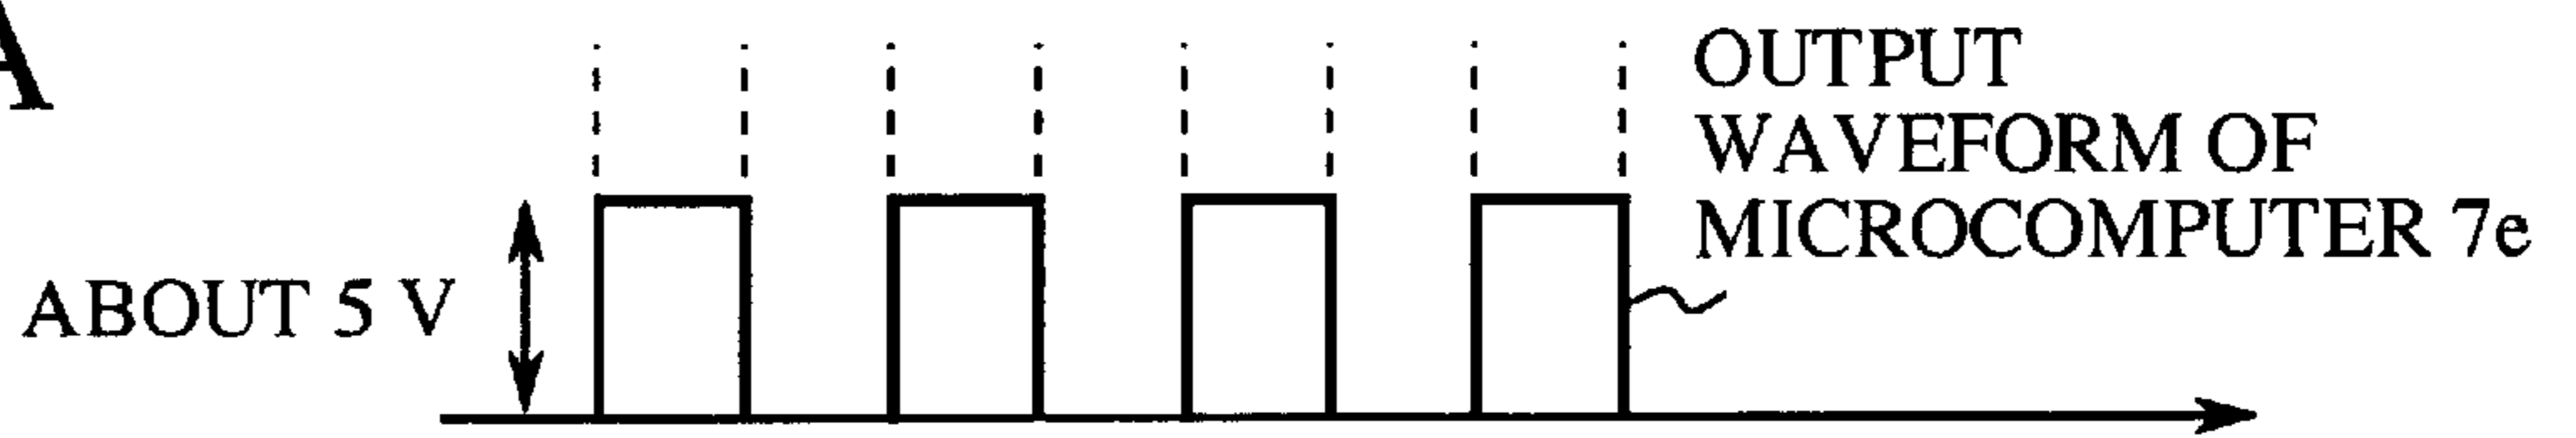 A
OUTPUT
WAVEFORM OF
MICROCOMPUTER 7e
ABOUT 5 V